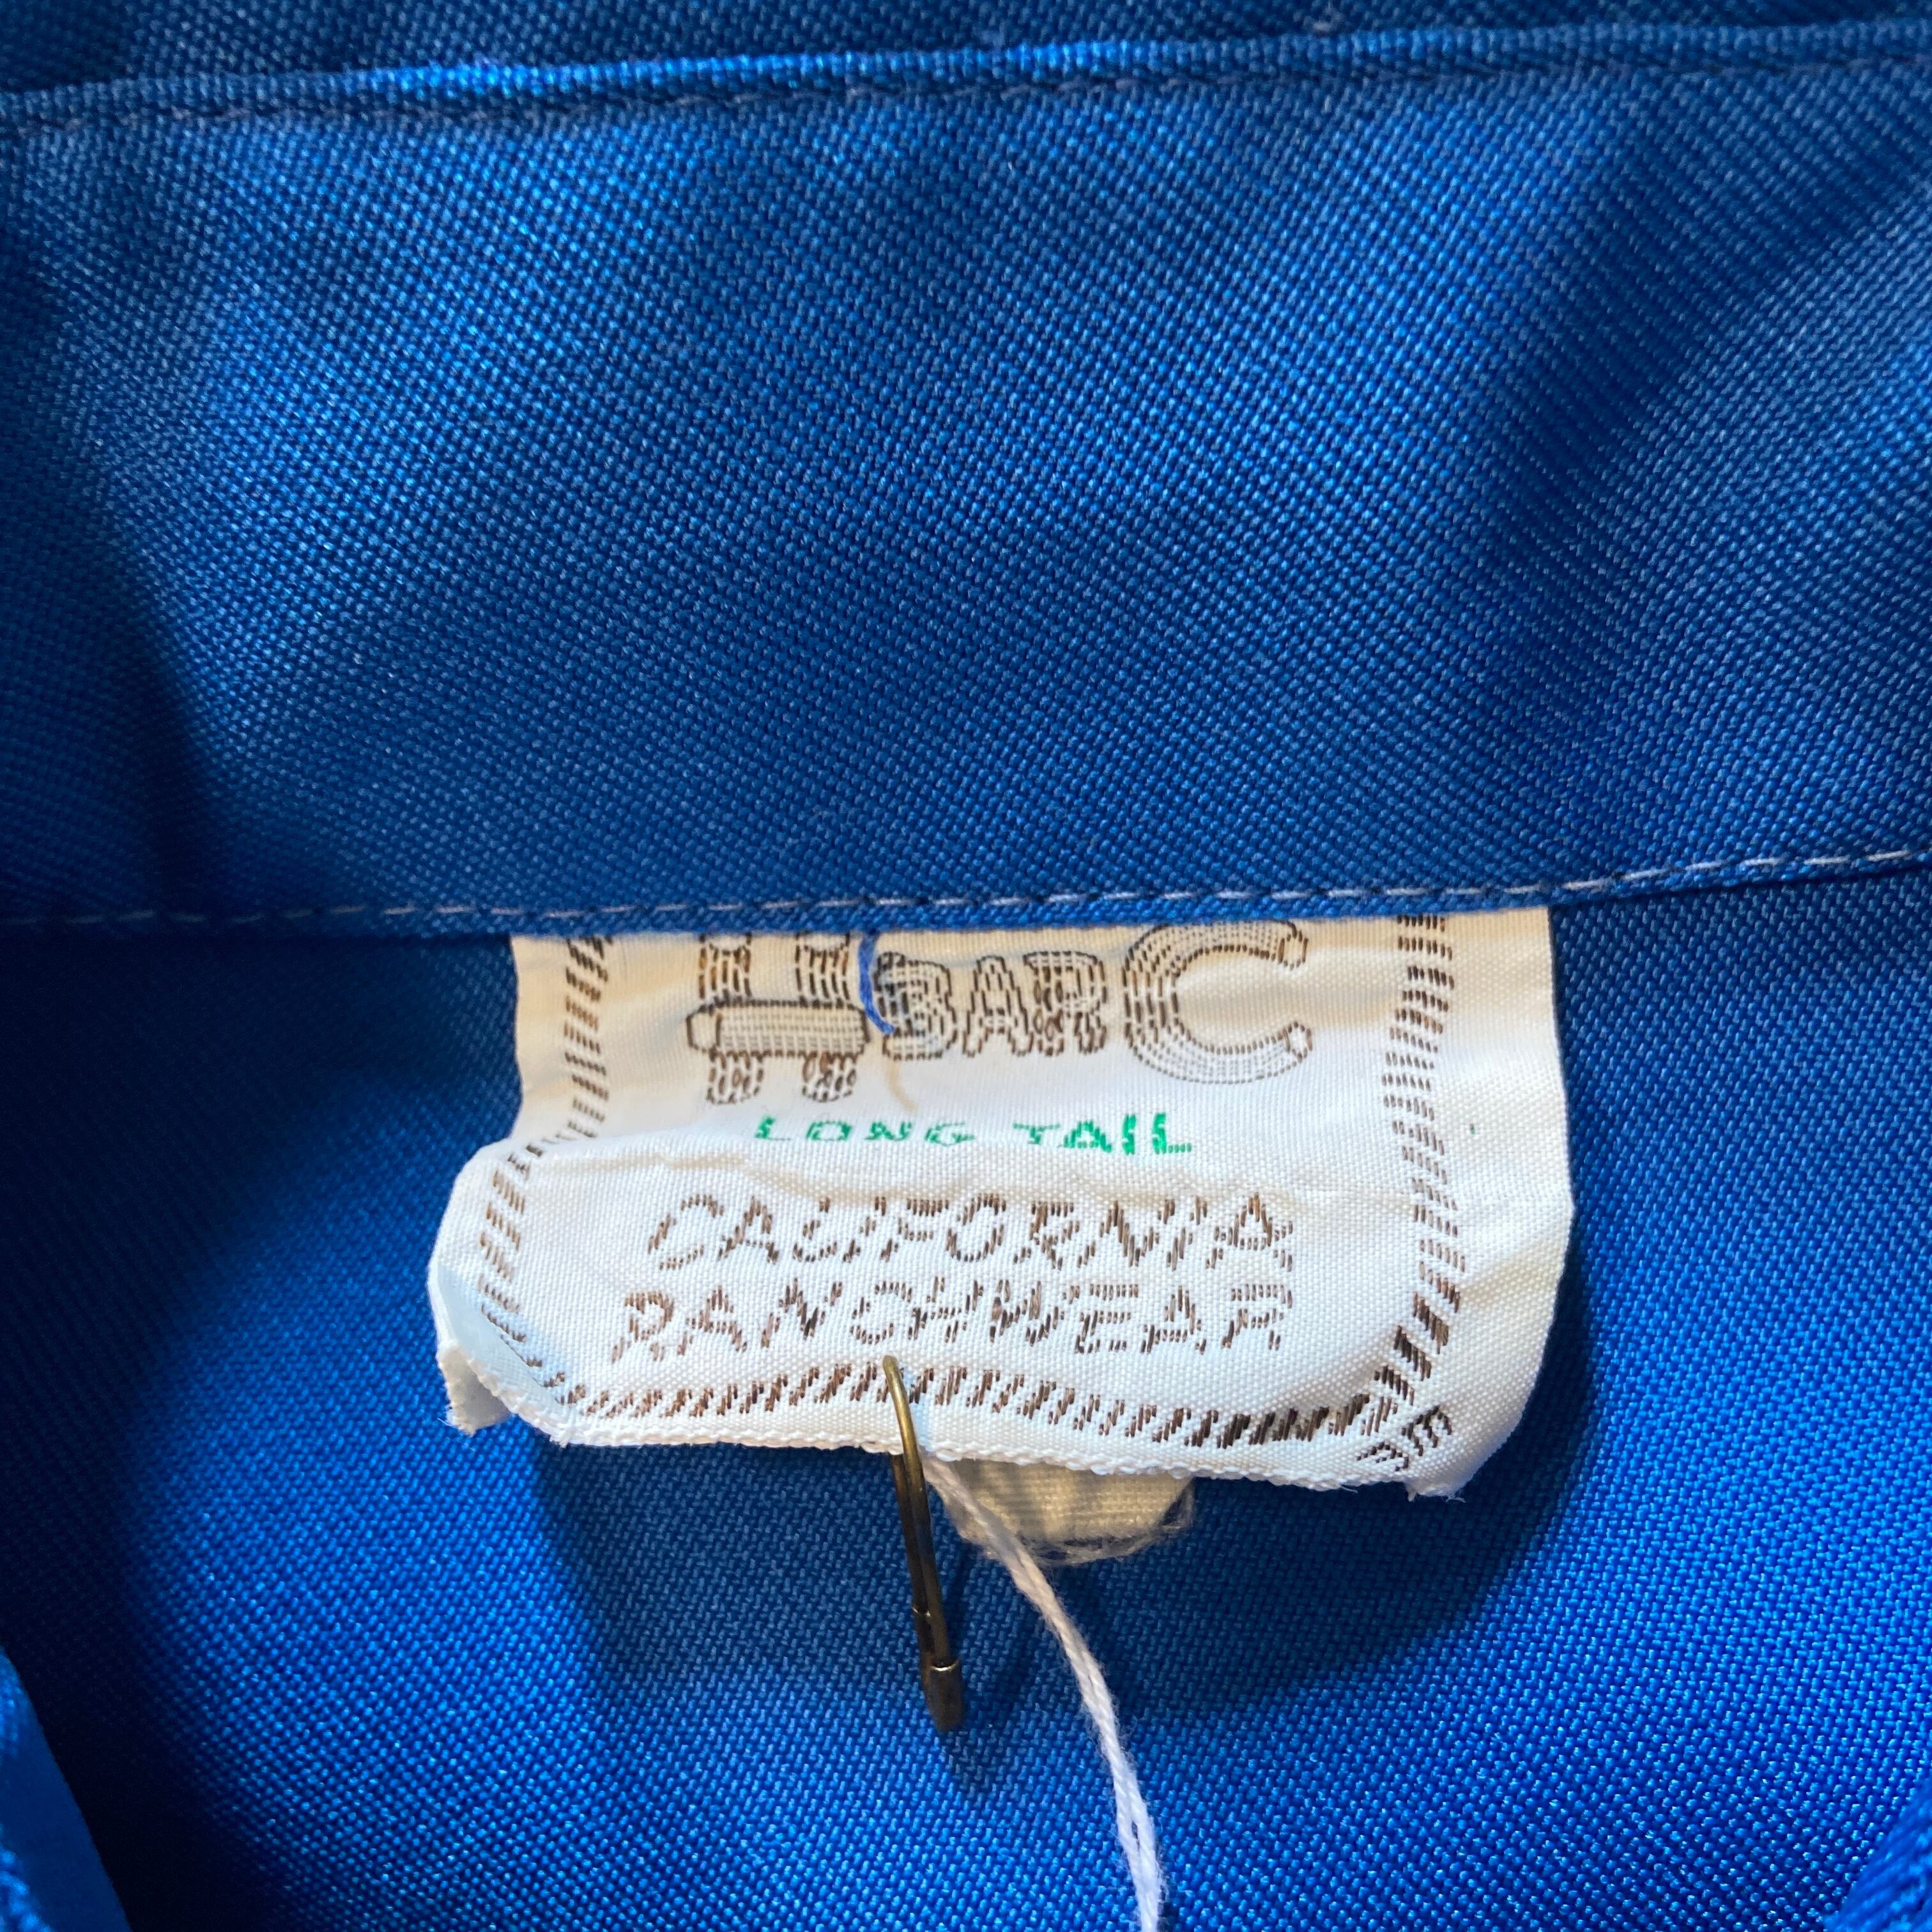 H BAR C
LONG TAIL
CALIFORNIA
RANCHWEAR